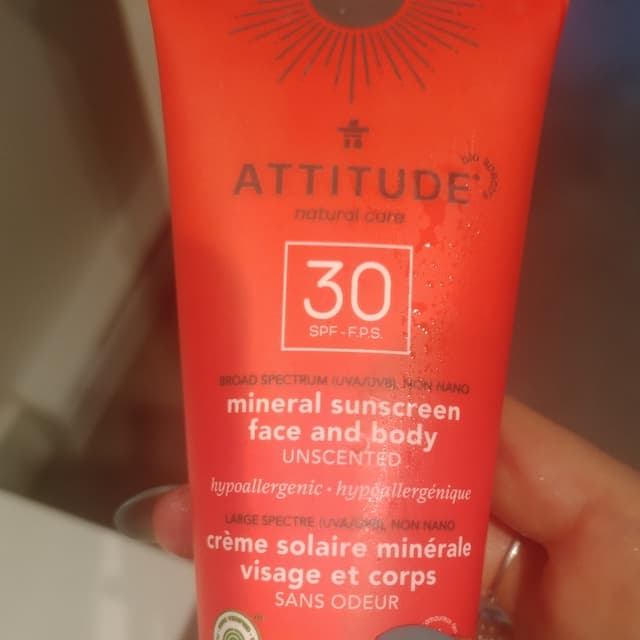 ATTITUDE
natural care
30
SPF - F.P.S.
BROAD SPECTRUM (UVA/UVB), NON NANO
mineral sunscreen
face and body
UNSCENTED
hypoallergenic • hypoallergénique
LARGE SPECTRE (UVA/UVB), NON NANO
crème solaire minérale
visage et corps
SANS ODEUR